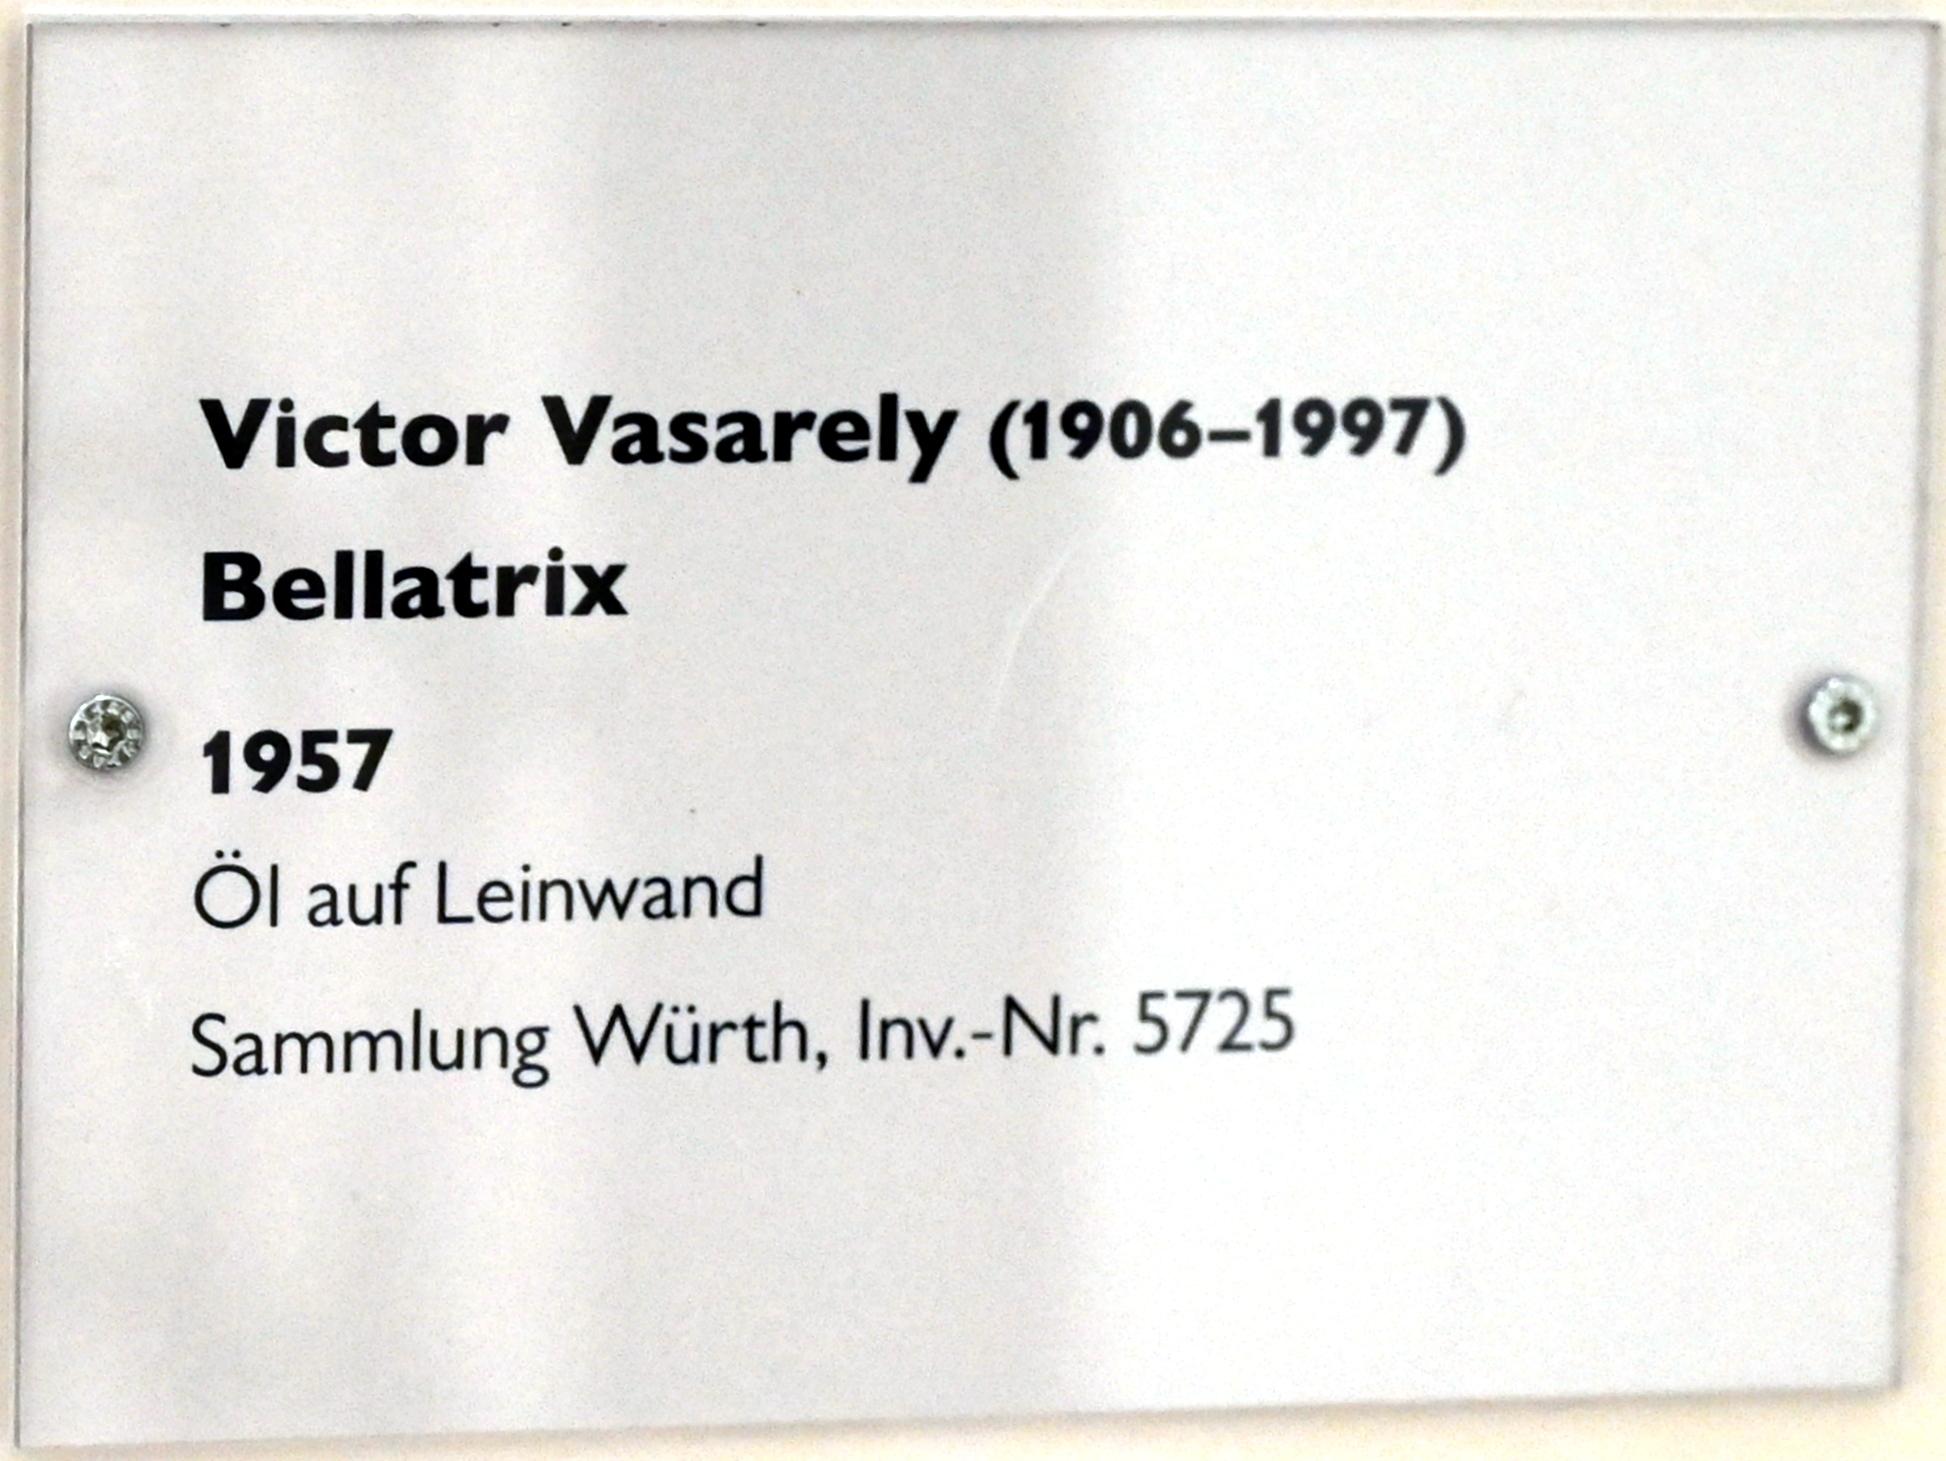 Victor Vasarely (1906–1997)
Bellatrix
1957
Öl auf Leinwand
Sammlung Würth, Inv.-Nr. 5725